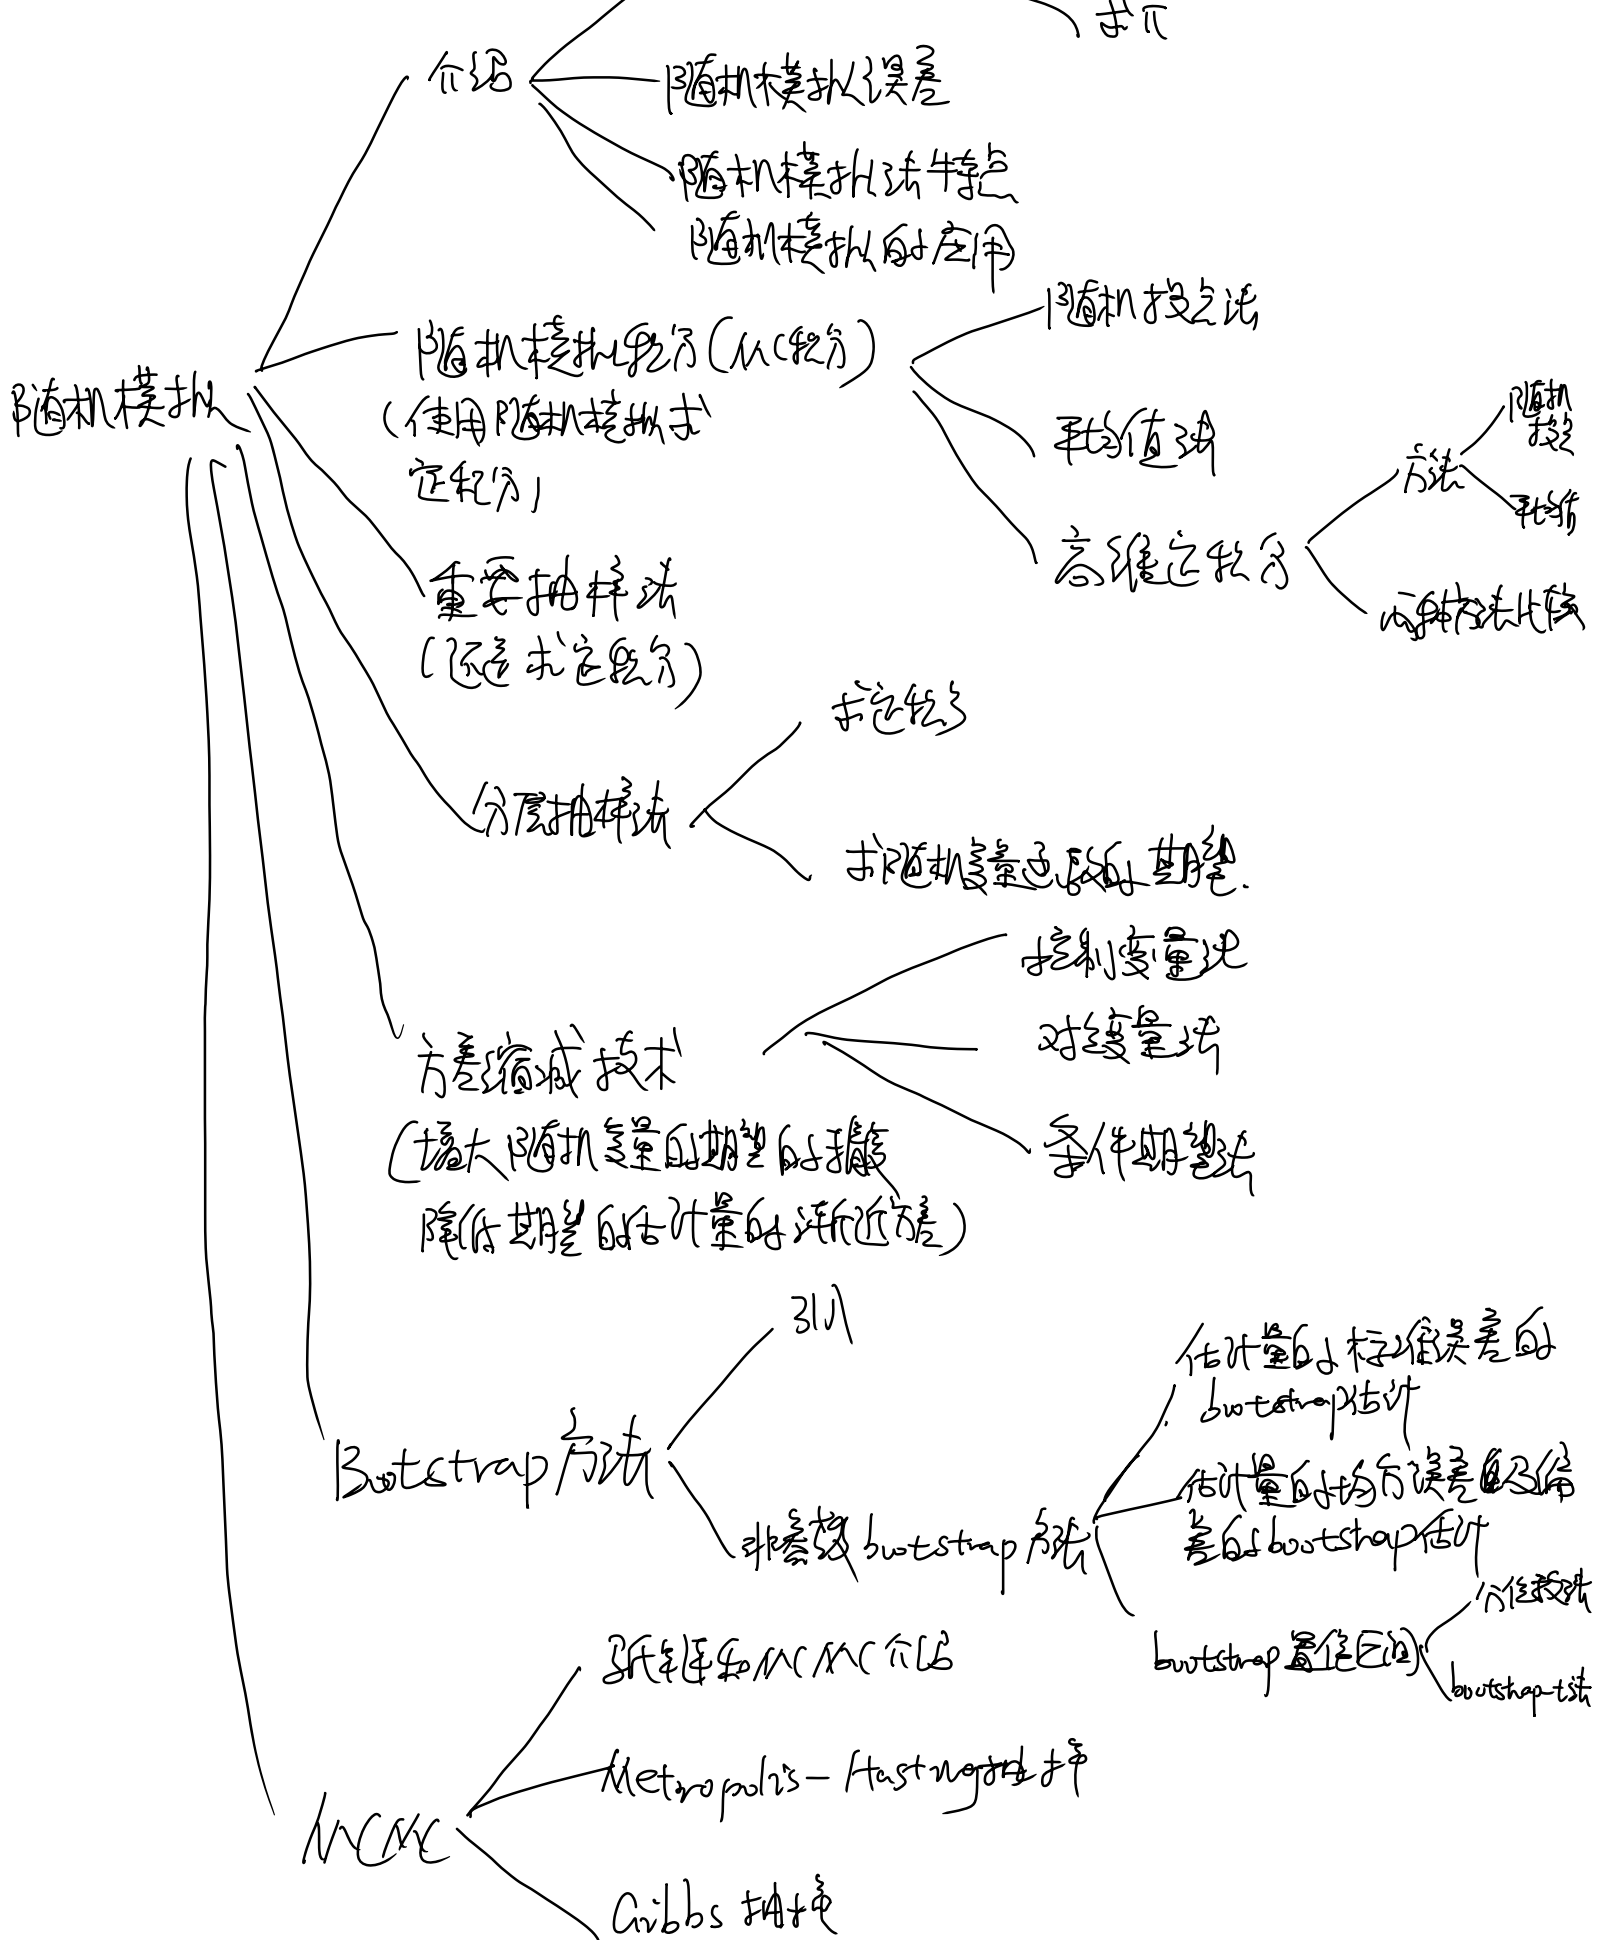 求π
介绍
随机模拟误差
随机模拟法特点
随机模拟的应用
随机模拟
随机模拟积分(MC积分)
(使用随机模拟求
定积分)
随机投点法
平均值法
高维定积分
方法
随机
投点
平均值
两种方法比较
重要抽样法
(还是求定积分)
分层抽样法
求定积分
求随机变量函数的期望.
方差缩减技术
(增大随机变量的期望的精度
降低期望的估计量的渐近方差)
控制变量法
对立变量法
条件期望法
Bootstrap方法
引入
非参数bootstrap方法
估计量的标准误差的
bootstrap估计
估计量的均方误差以及偏
差的bootstrap估计
bootstrap置信区间
分位数法
bootstrap-t法
MCMC
马氏链和MCMC介绍
Metropolis-Hastings抽样
Gibbs抽样